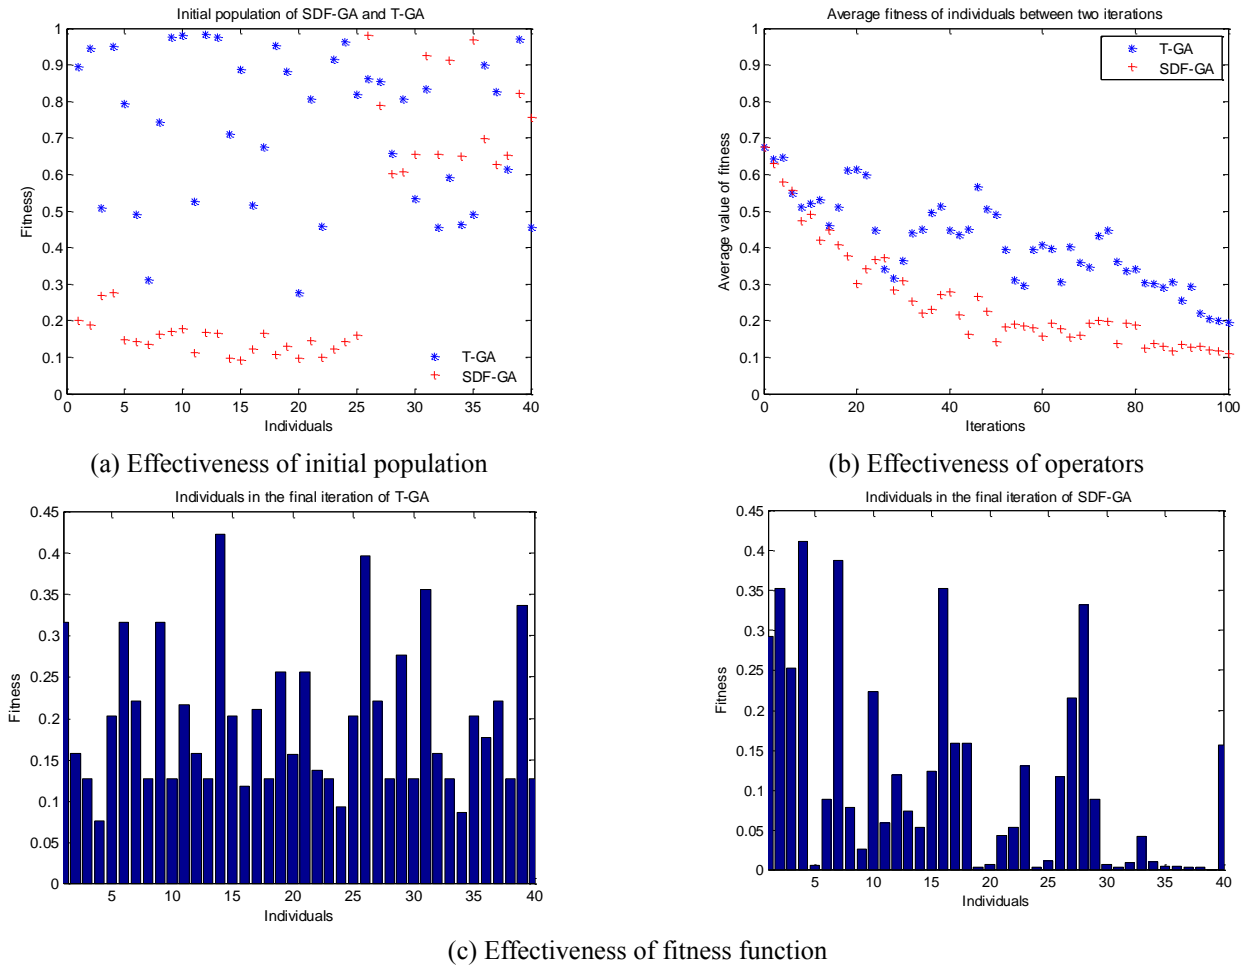 Initial population of SDF-GA and T-GA
1
0.9
0.8
0.7
0.6
0.5
0.4
0.3
0.2
0.1
0
Fitness)
T-GA
SDF-GA
0 5 10 15 20 25 30 35 40
Individuals
(a) Effectiveness of initial population
Average fitness of individuals between two iterations
1
0.9
0.8
0.7
0.6
0.5
0.4
0.3
0.2
0.1
0
Average value of fitness
T-GA
SDF-GA
0 20 40 60 80 100
Iterations
(b) Effectiveness of operators
Individuals in the final iteration of T-GA
0.45
0.4
0.35
0.3
0.25
0.2
0.15
0.1
0.05
0
Fitness
5 10 15 20 25 30 35 40
Individuals
Individuals in the final iteration of SDF-GA
0.45
0.4
0.35
0.3
0.25
0.2
0.15
0.1
0.05
0
Fitness
5 10 15 20 25 30 35 40
Individuals
(c) Effectiveness of fitness function